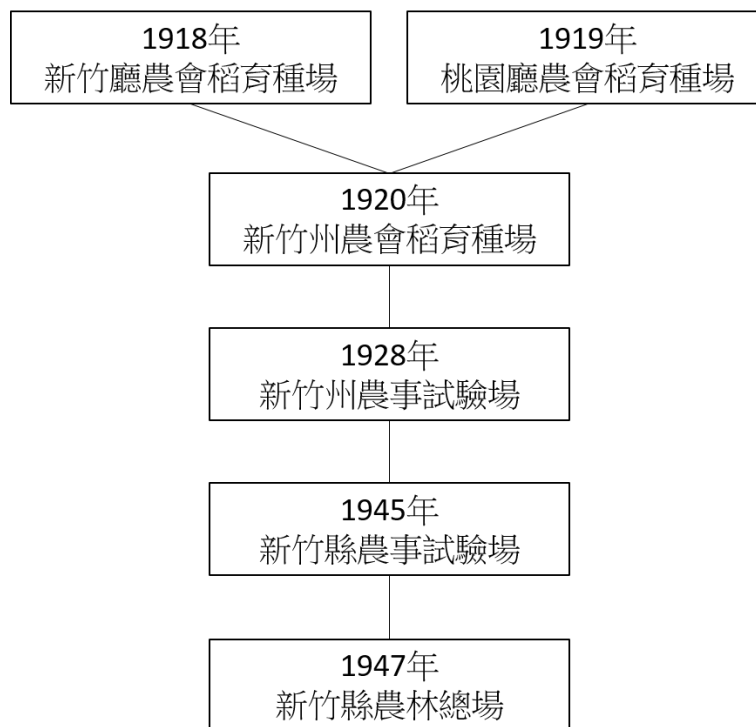 1918年
新竹廳農會稻育種場
1919年
桃園廳農會稻育種場
1920年
新竹州農會稻育種場
1928年
新竹州農事試驗場
1945年
新竹縣農事試驗場
1947年
新竹縣農林總場